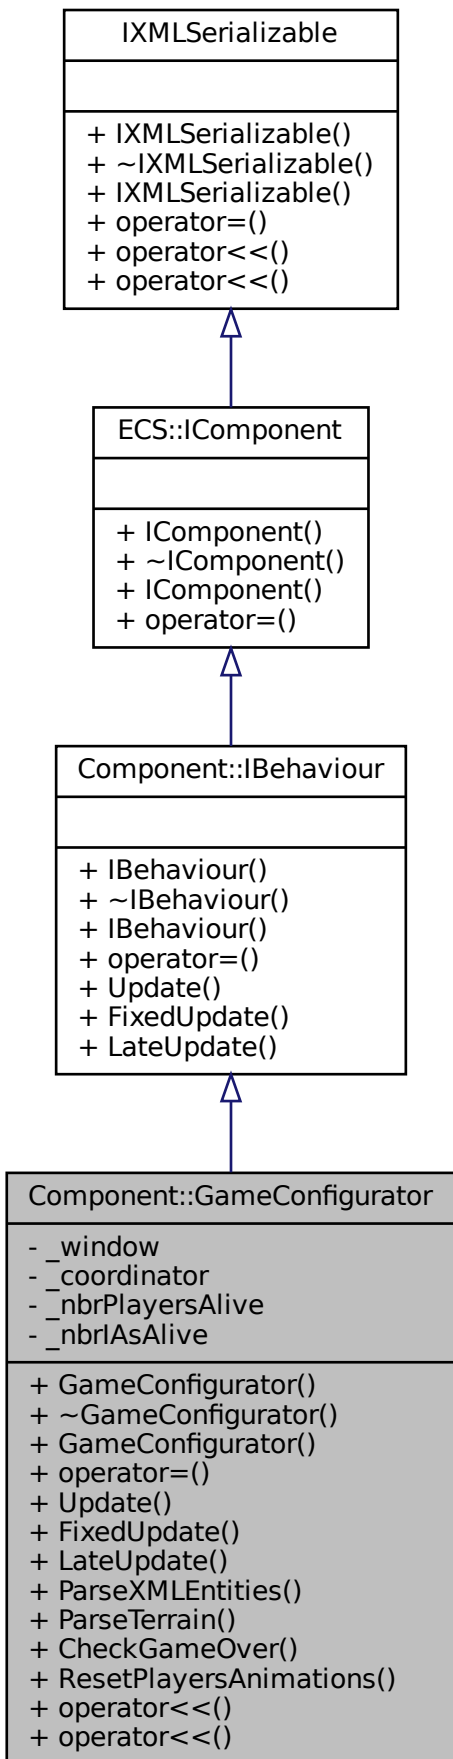 IXMLSerializable
+ IXMLSerializable()
+ ~IXMLSerializable()
+ IXMLSerializable()
+ operator=()
+ operator<<()
+ operator<<()
ECS::IComponent
+ IComponent()
+ ~IComponent()
+ IComponent()
+ operator=()
Component::IBehaviour
+ IBehaviour()
+ ~IBehaviour()
+ IBehaviour()
+ operator=()
+ Update()
+ FixedUpdate()
+ LateUpdate()
Component::GameConfigurator
- _window
- _coordinator
- _nbrPlayersAlive
- _nbrIAsAlive
+ GameConfigurator()
+ ~GameConfigurator()
+ GameConfigurator()
+ operator=()
+ Update()
+ FixedUpdate()
+ LateUpdate()
+ ParseXMLEntities()
+ ParseTerrain()
+ CheckGameOver()
+ ResetPlayersAnimations()
+ operator<<()
+ operator<<()